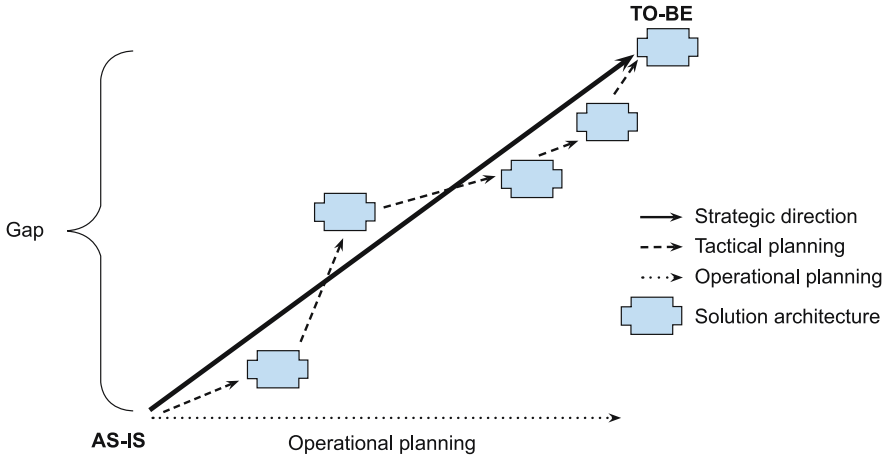 TO-BE
Gap
Strategic direction
Tactical planning
Operational planning
Solution architecture
AS-IS
Operational planning